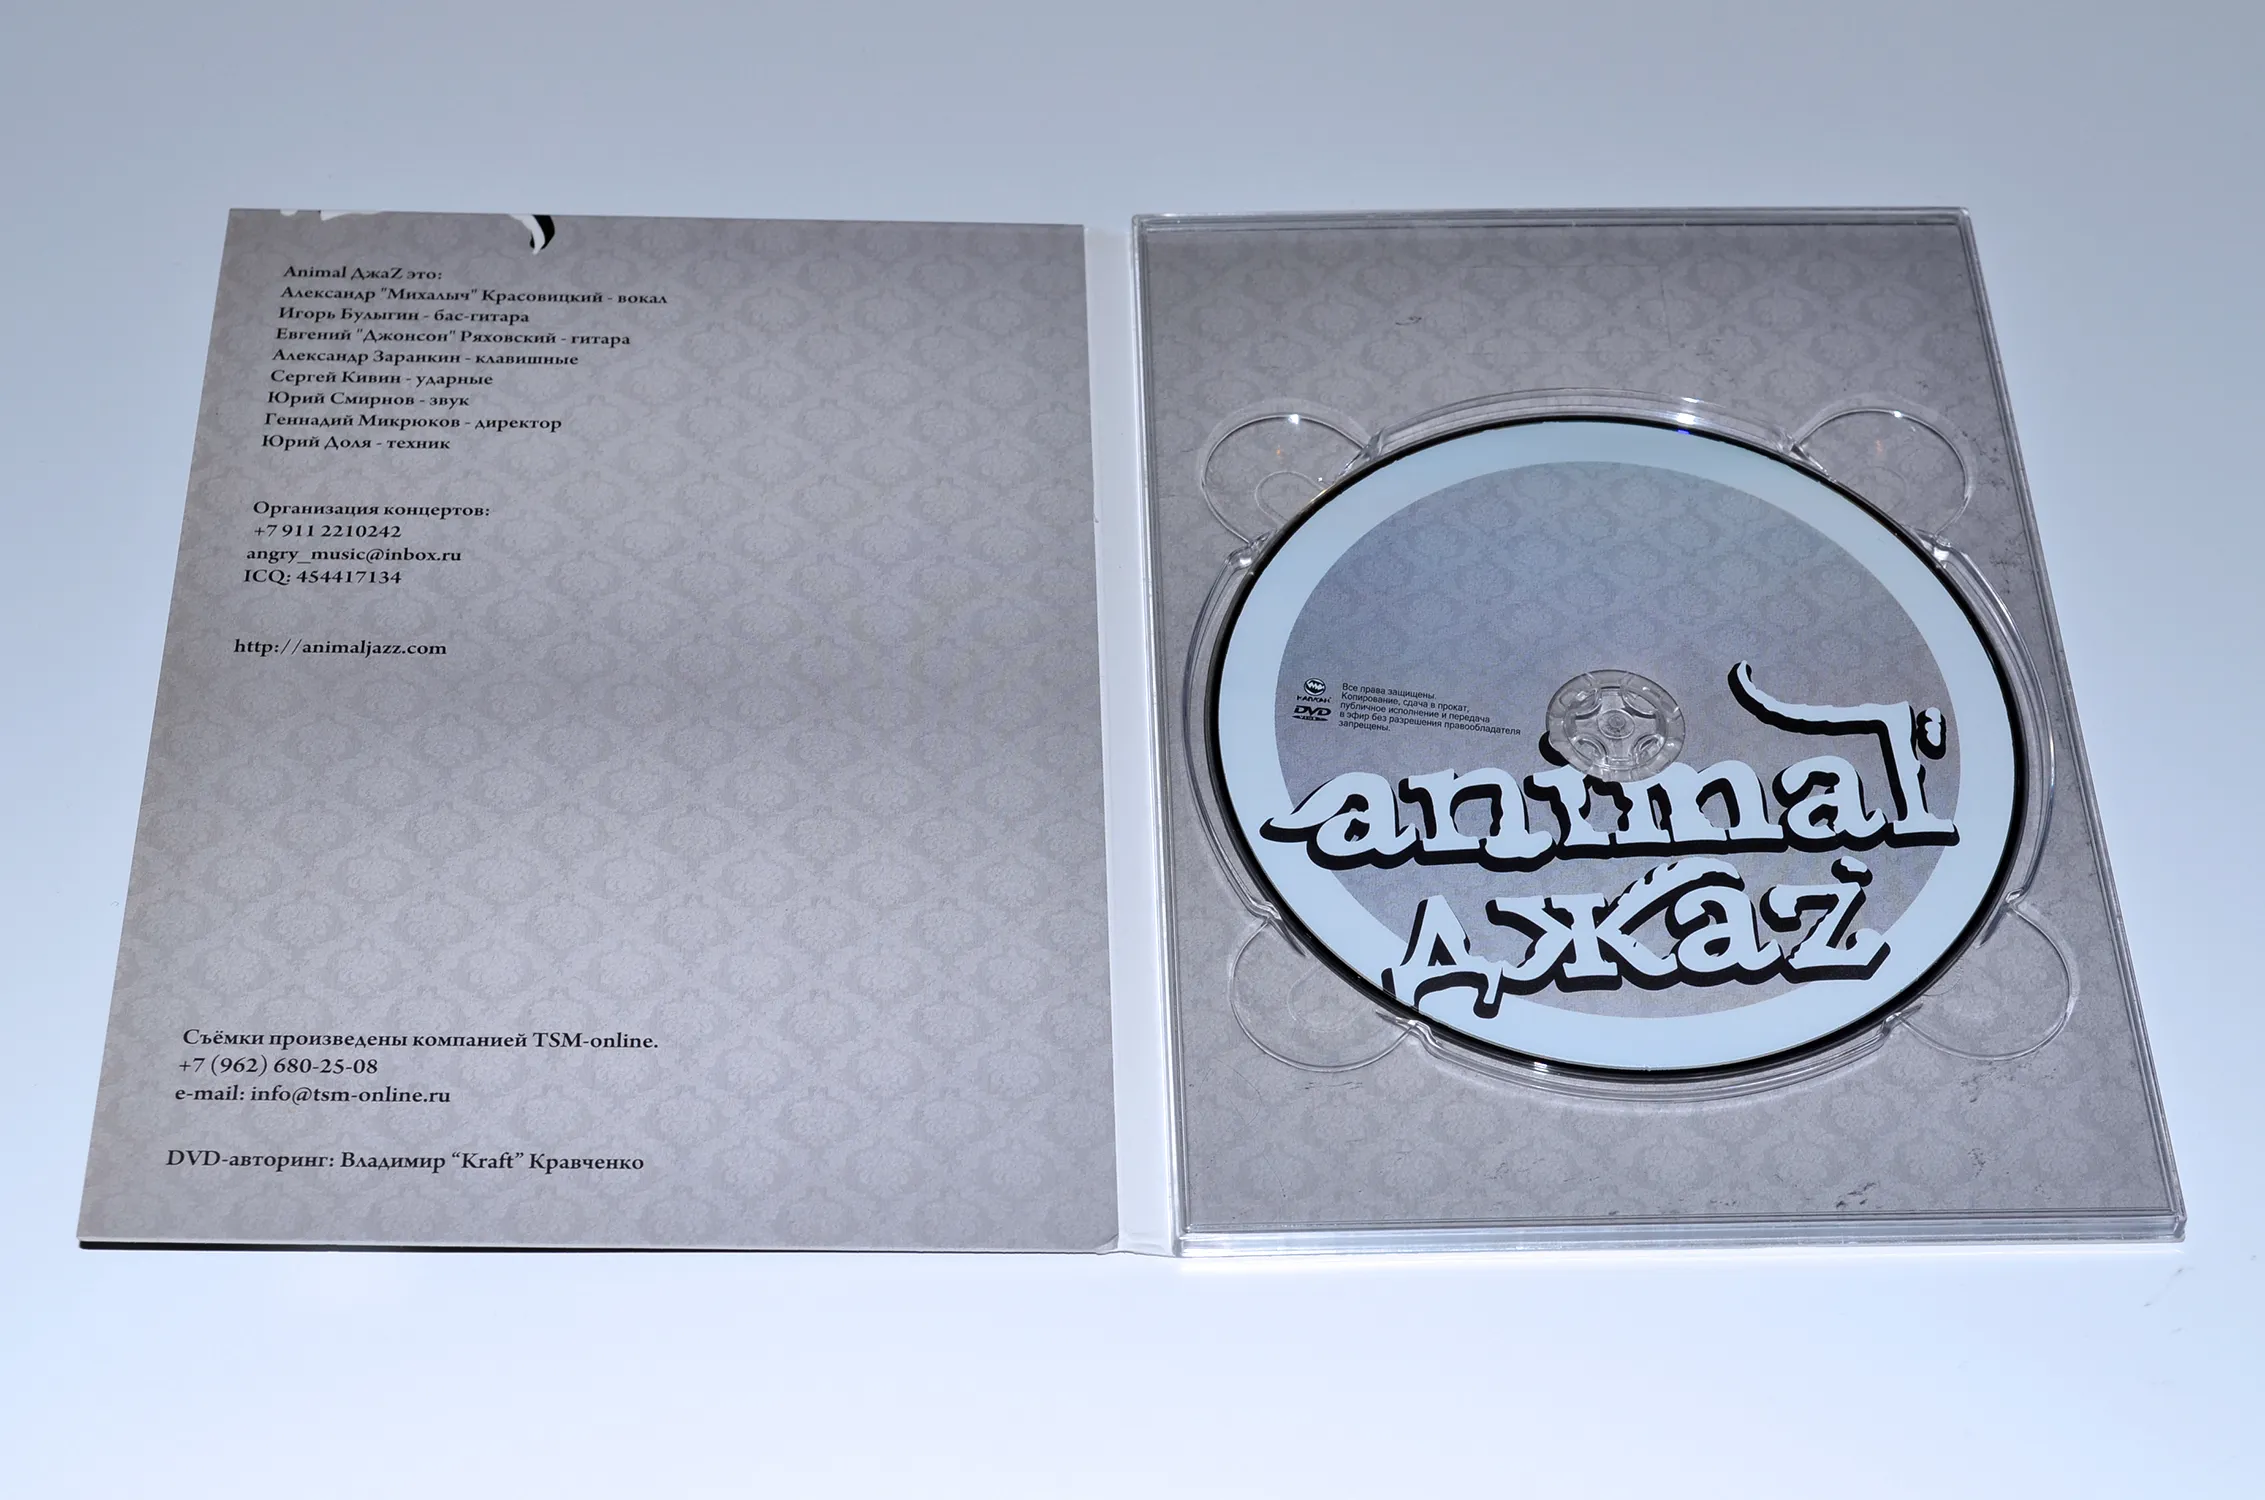 Animal ДжаZ это:
Александр "Михалыч" Красовицкий - вокал
Игорь Булыгин - бас-гитара
Евгений "Джонсон" Ряховский - гитара
Александр Заранкин - клавишные
Сергей Кивин - ударные
Юрий Смирнов - звук
Геннадий Микрюков - директор
Юрий Доля - техник
Организация концертов:
+7 911 2210242
angry_music@inbox.ru
ICQ: 454417134
http://animaljazz.com
Съёмки произведены компанией TSM-online.
+7 (962) 680-25-08
e-mail: info@tsm-online.ru
DVD-авторинг: Владимир “Kraft” Кравченко
DVD
Все права защищены.
Копирование, сдача в прокат,
публичное исполнение и передача
в эфир без разрешения правообладателя
запрещены.
animal
джаz